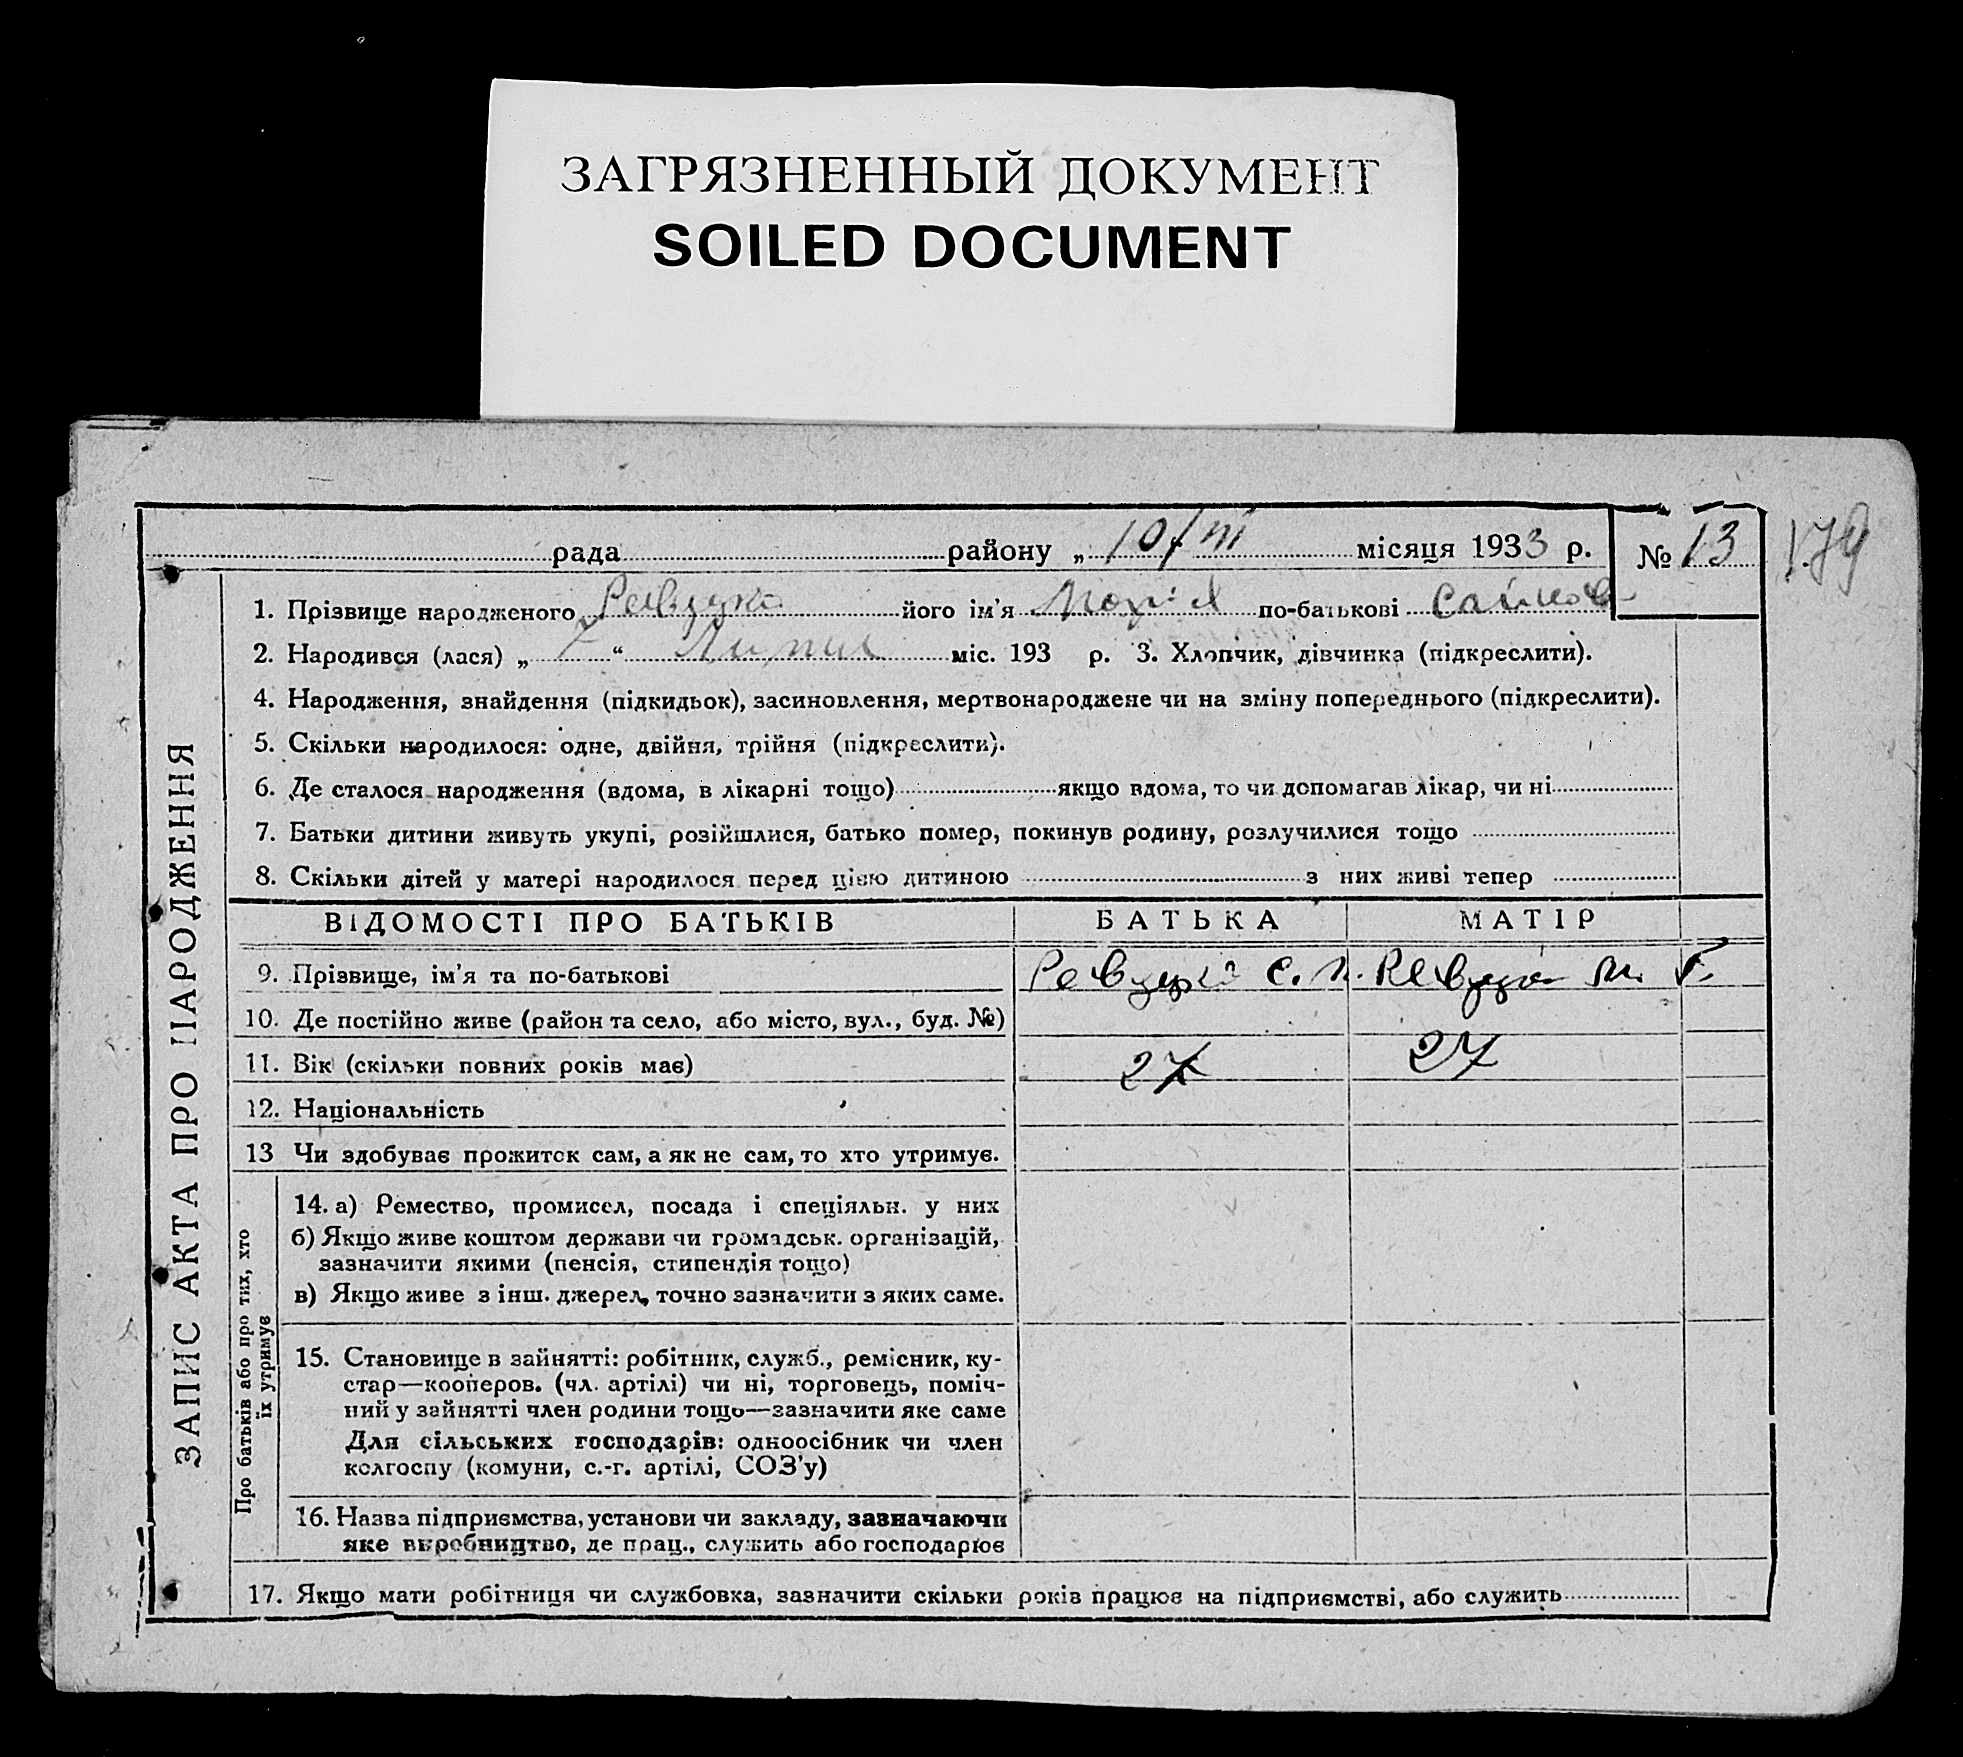 ЗАГРЯЗНЕННЫЙ ДОКУМЕНТ
SOILED DOCUMENT
рада району „ 10/III місяця 1933 р. № 13
179
1. Прізвище народженого його ім'я Марія по-батькові
2. Народився (лася) „ 7 “ міс. 193 р. 3. Хлопчик, дівчинка (підкреслити).
4. Народження, знайдення (підкидьок), засиновлення, мертвонароджене чи на зміну попереднього (підкреслити).
5. Скільки народилося: одне, двійня, трійня (підкреслити).
6. Де сталося народження (вдома, в лікарні тощо) якщо вдома, то чи допомагав лікар, чи ні
7. Батьки дитини живуть укупі, розійшлися, батько помер, покинув родину, розлучилися тощо
8. Скільки дітей у матері народилося перед цією дитиною з них живі тепер
ЗАПИС АКТА ПРО НАРОДЖЕННЯ
ВІДОМОСТІ ПРО БАТЬКІВ БАТЬКА МАТІР
9. Прізвище, ім'я та по-батькові Ревуцкій С. Ревуцка М. Г.
10. Де постійно живе (район та село, або місто, вул., буд. №)
11. Вік (скільки повних років має) 27 27
12. Національність
13 Чи здобуває прожиток сам, а як не сам, то хто утримує.
Про батьків або про тих, хто
їх утримує
14. а) Ремество, промисел, посада і спеціяльн. у них
б) Якщо живе коштом держави чи громадськ. організацій,
зазначити якими (пенсія, стипендія тощо)
в) Якщо живе з інш. джерел, точно зазначити з яких саме.
15. Становище в зайнятті: робітник, служб., ремісник, ку-
стар—кооперов. (чл. артілі) чи ні, торговець, поміч-
ний у зайнятті член родини тощо—зазначити яке саме
Для сільських господарів: одноосібник чи член
колгоспу (комуни, с.-г. артілі, СОЗ'у)
16. Назва підприємства, установи чи закладу, зазначаючи
яке виробництво, де прац., служить або господарює
17. Якщо мати робітниця чи службовка, зазначити скільки років працює на підприємстві, або служить